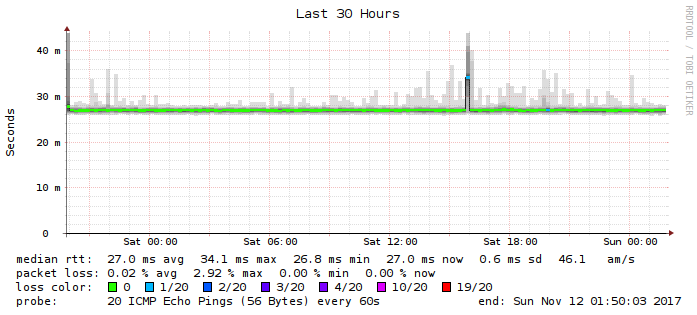 Last 30 Hours
RRDTOOL / TOBI OETIKER
Seconds
40 m
30 m
20 m
10 m
0
Sat 00:00 Sat 06:00 Sat 12:00 Sat 18:00 Sun 00:00
median rtt: 27.0 ms avg 34.1 ms max 26.8 ms min 27.0 ms now 0.6 ms sd 46.1 am/s
packet loss: 0.02 % avg 2.92 % max 0.00 % min 0.00 % now
loss color: 0 1/20 2/20 3/20 4/20 10/20 19/20
probe: 20 ICMP Echo Pings (56 Bytes) every 60s end: Sun Nov 12 01:50:03 2017